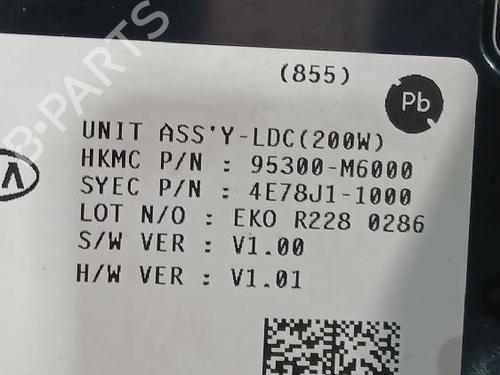 (855)
Pb
UNIT ASS'Y-LDC(200W)
HKMC P/N : 95300-M6000
SYEC P/N : 4E78J1-1000
LOT N/O : EKO R228 0286
S/W VER : V1.00
H/W VER : V1.01
B-PARTS